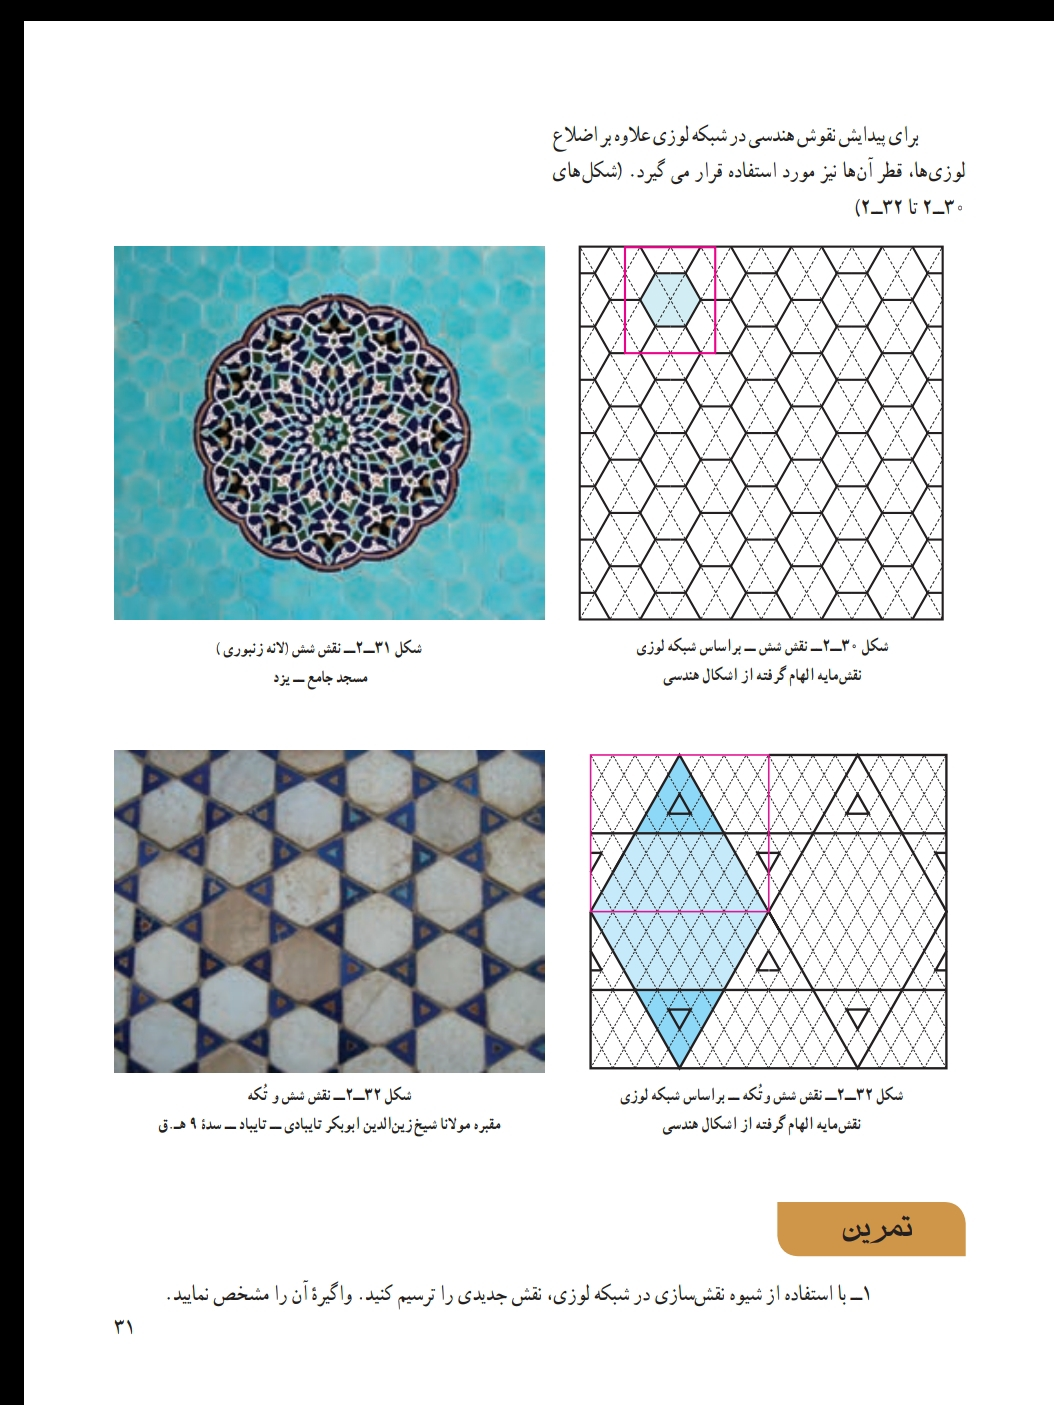 برای پیدایش نقوش هندسی در شبکه لوزی علاوه بر اضلاع
لوزی‌ها، قطر آن‌ها نیز مورد استفاده قرار می گیرد. (شکل‌های
۳۰ــ۲ تا ۳۲ــ۲)
شکل ۳۰ــ۲ــ نقش شش ــ براساس شبکه لوزی
نقش‌مایه الهام گرفته از اشکال هندسی
شکل ۳۱ــ۲ــ نقش شش (لانه زنبوری )
مسجد جامع ــ یزد
شکل ۳۲ــ۲ــ نقش شش و تُکه ــ براساس شبکه لوزی
نقش‌مایه الهام گرفته از اشکال هندسی
شکل ۳۲ــ۲ــ نقش شش و تُکه
مقبره مولانا شیخ‌زین‌الدین ابوبکر تایبادی ــ تایباد ــ سدهٔ ۹ هـ.ق
تمرین
۱ــ با استفاده از شیوه نقش‌سازی در شبکه لوزی، نقش جدیدی را ترسیم کنید. واگیرهٔ آن را مشخص نمایید.
۳۱